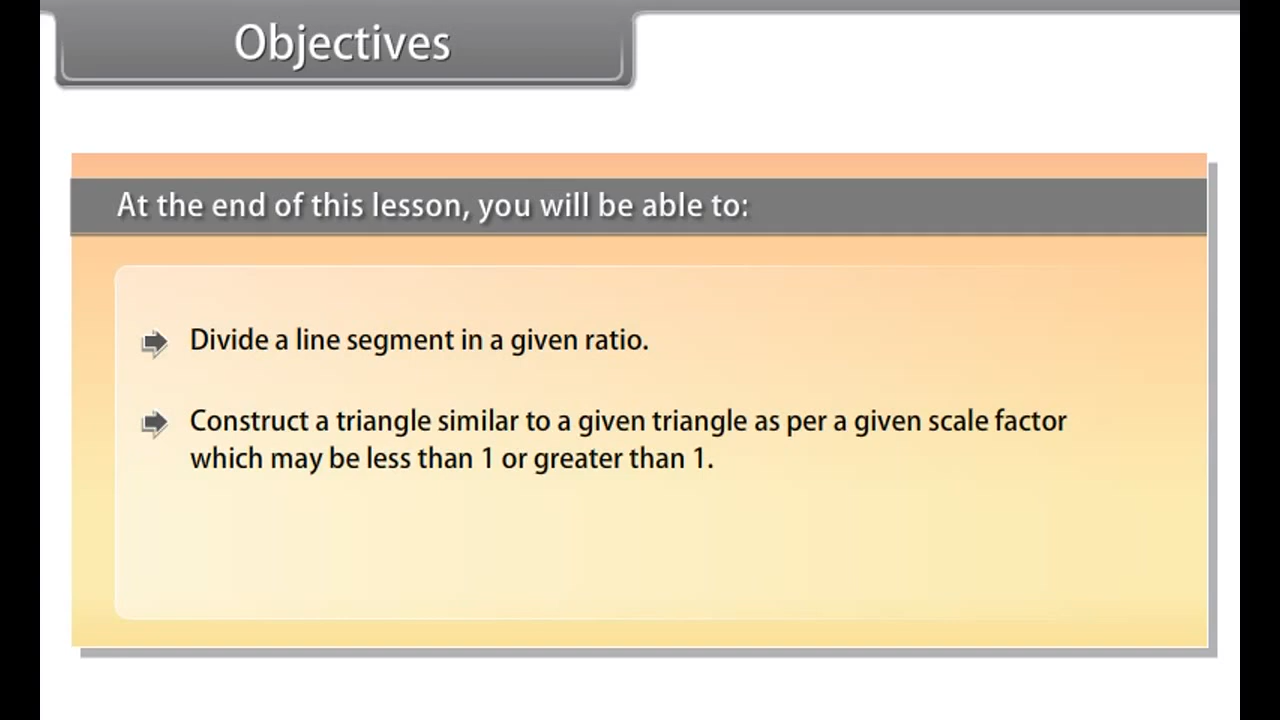 Objectives
At the end of this lesson, you will be able to:
Divide a line segment in a given ratio.
Construct a triangle similar to a given triangle as per a given scale factor
which may be less than 1 or greater than 1.